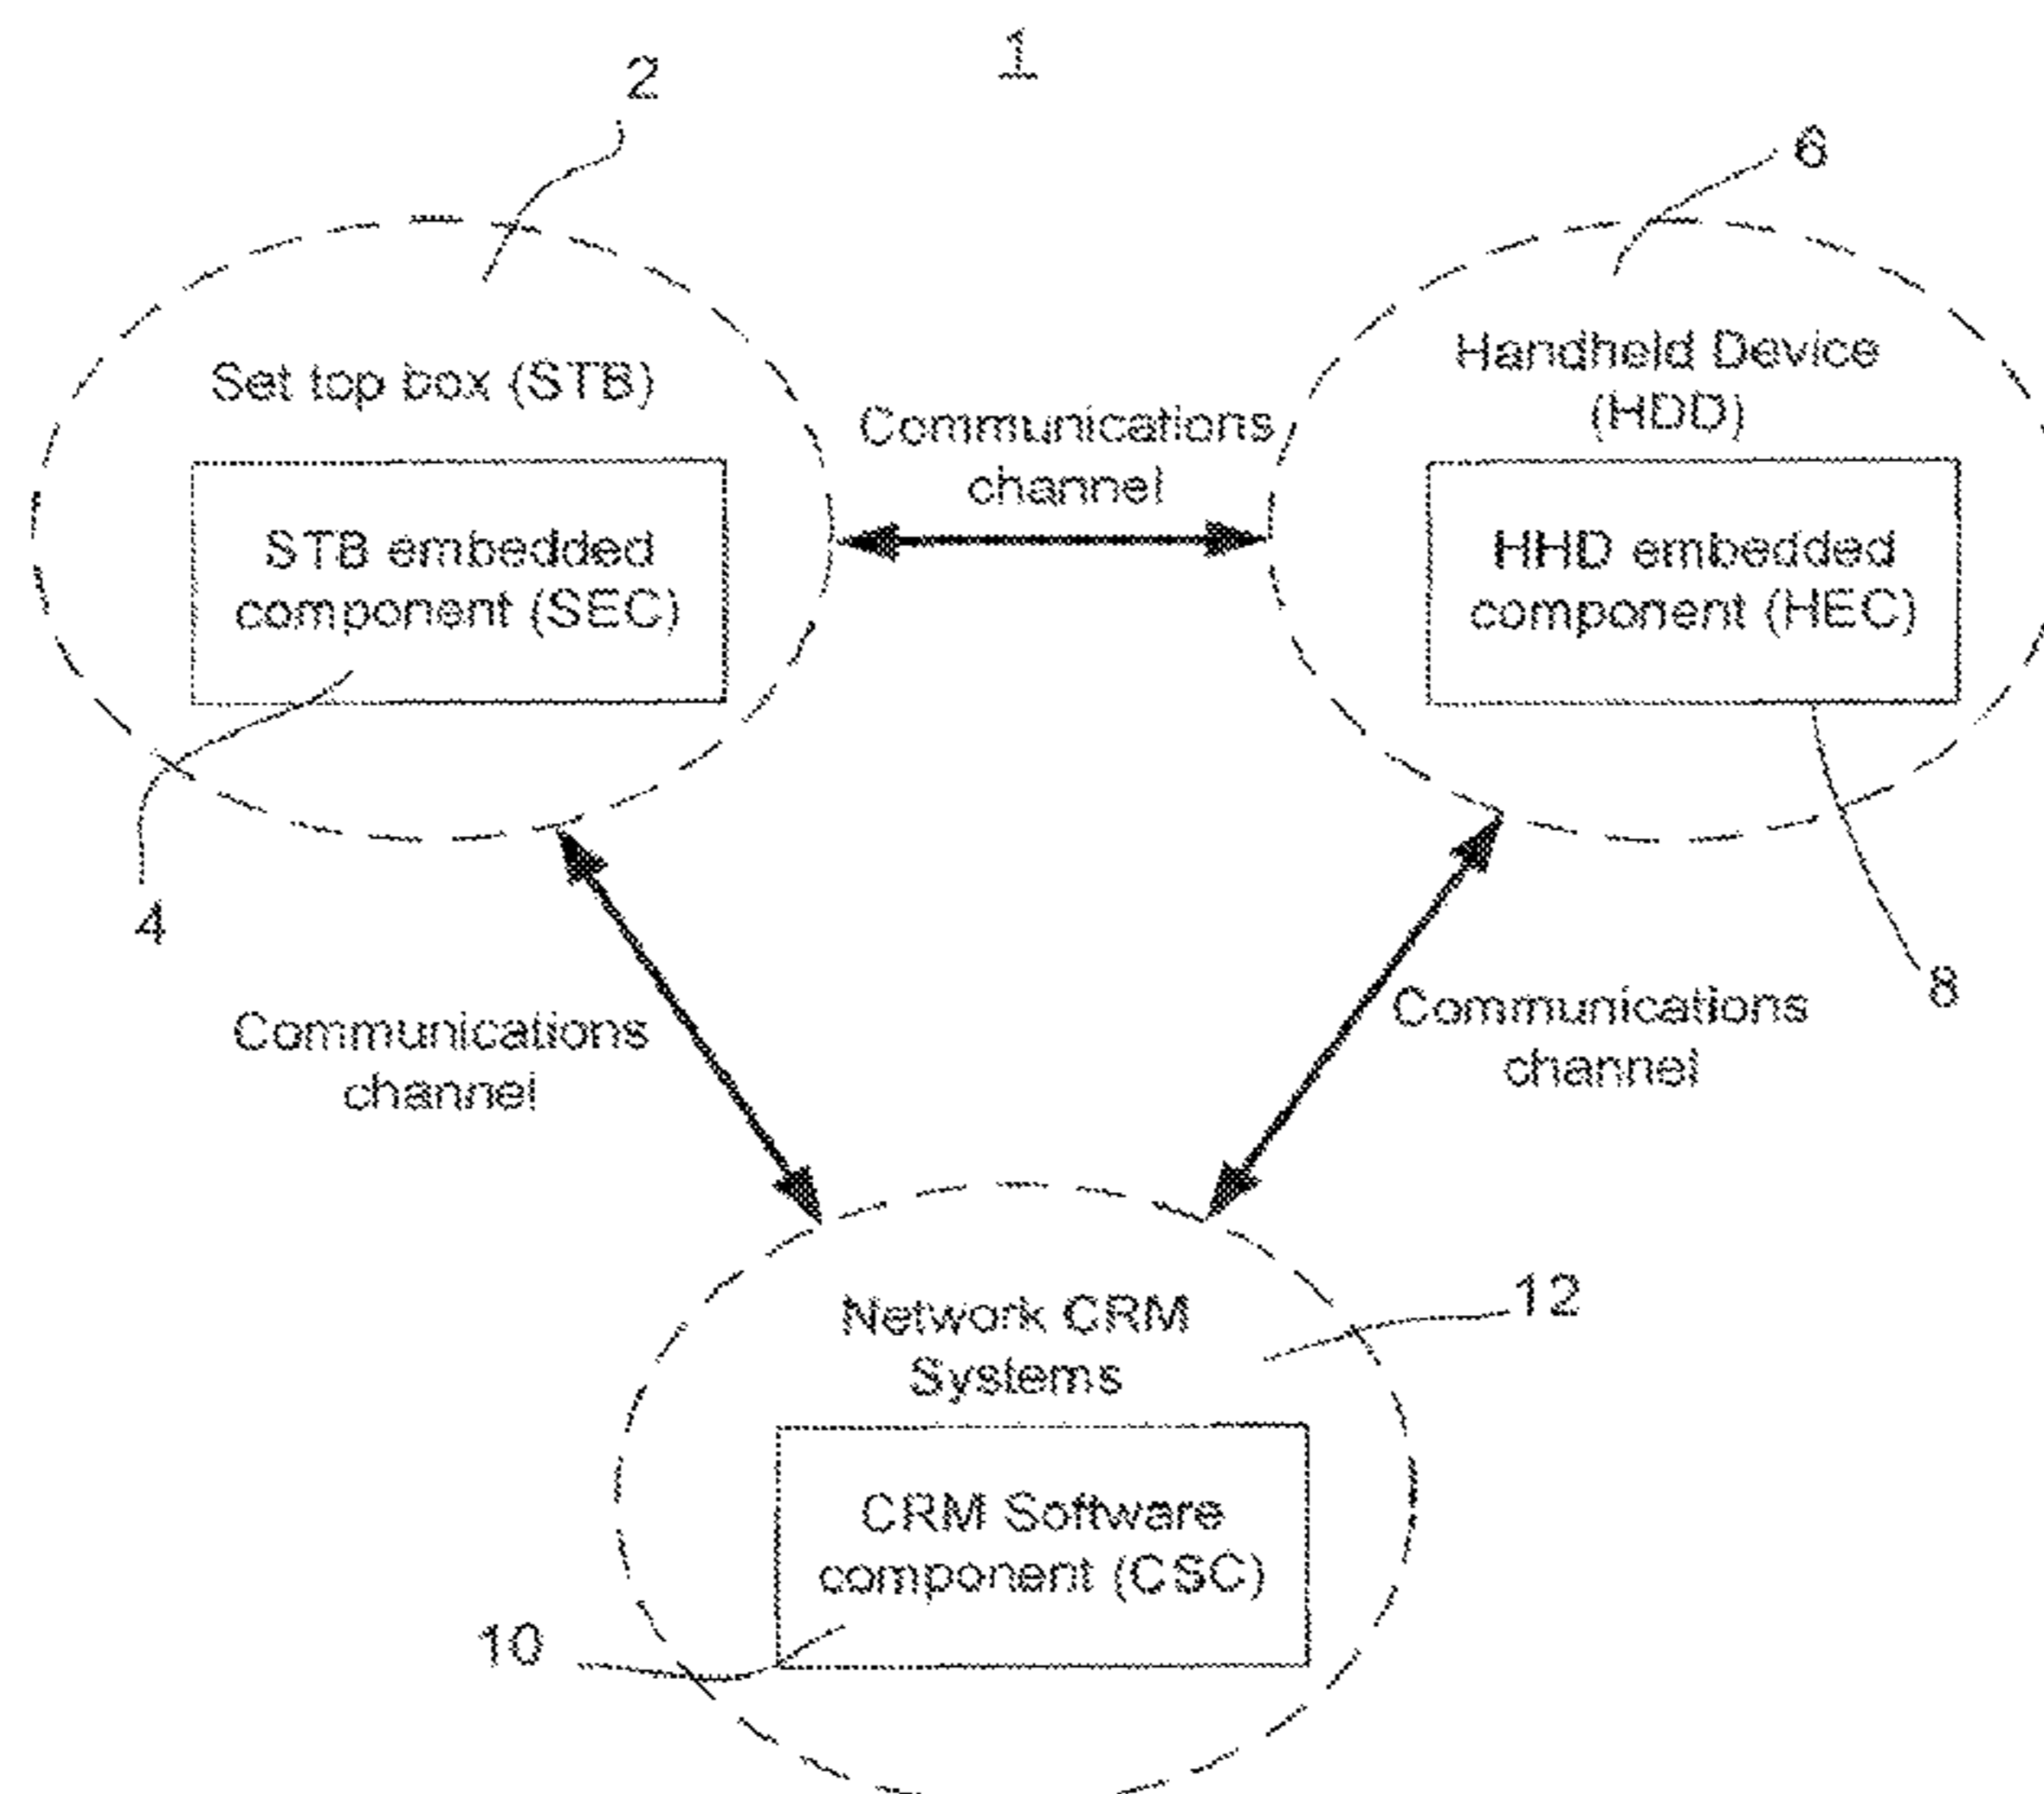 1
2
6
Set top box (STB)
Handheld Device
(HDD)
Communications
channel
STB embedded
component (SEC)
HHD embedded
component (HEC)
4
8
Communications
channel
Communications
channel
12
Network CRM
Systems
CRM Software
component (CSC)
10